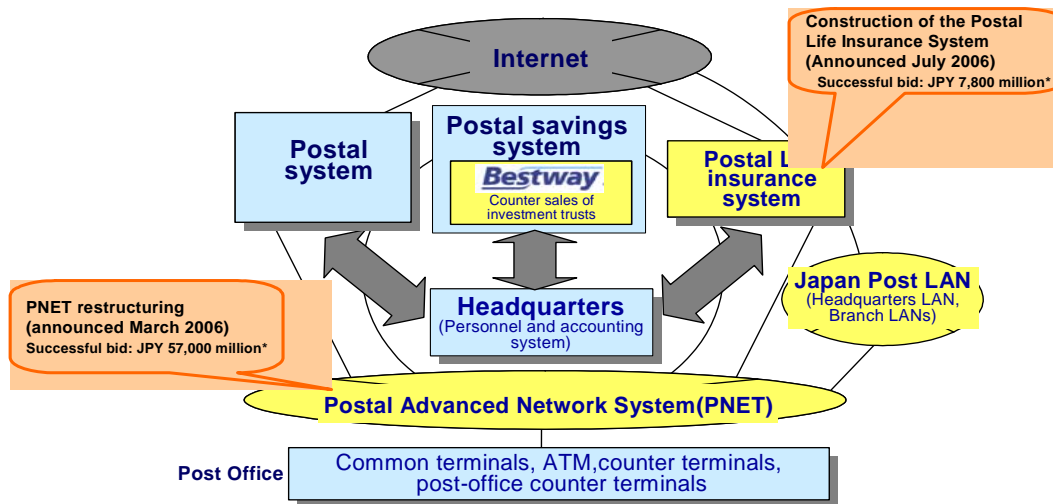 Construction of the Postal
Life Insurance System
(Announced July 2006)
Successful bid: JPY 7,800 million*
Internet
Postal
system
Postal savings
system
Bestway
Counter sales of
investment trusts
Postal L
insurance
system
Japan Post LAN
(Headquarters LAN,
Branch LANs)
PNET restructuring
(announced March 2006)
Successful bid: JPY 57,000 million*
Headquarters
(Personnel and accounting
system)
Postal Advanced Network System(PNET)
Post Office
Common terminals, ATM,counter terminals,
post-office counter terminals